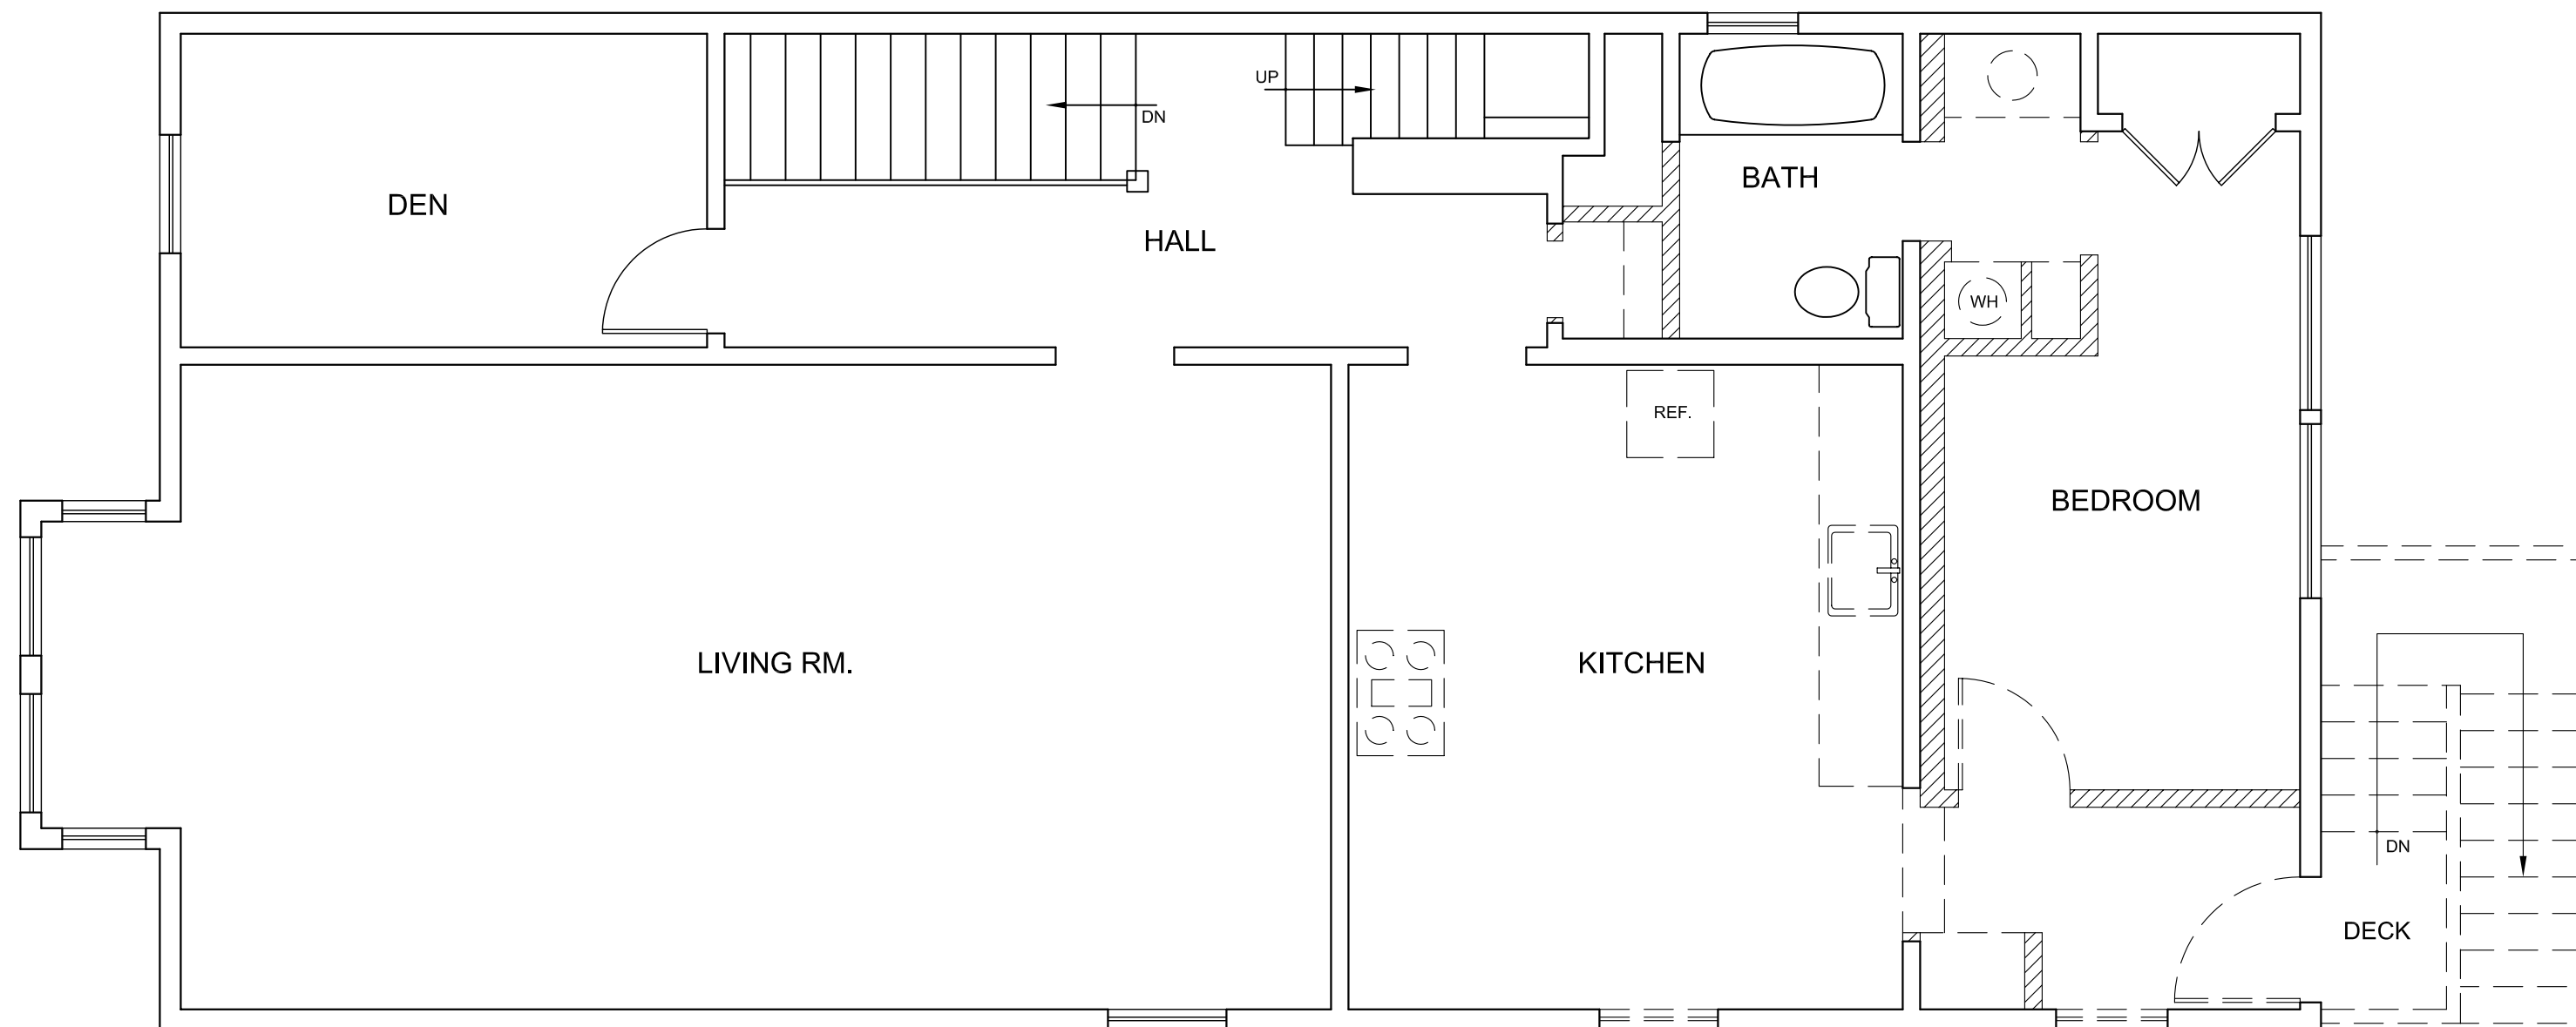 UP
DN
BATH
DEN
HALL
WH
REF.
BEDROOM
LIVING RM.
KITCHEN
DN
DECK